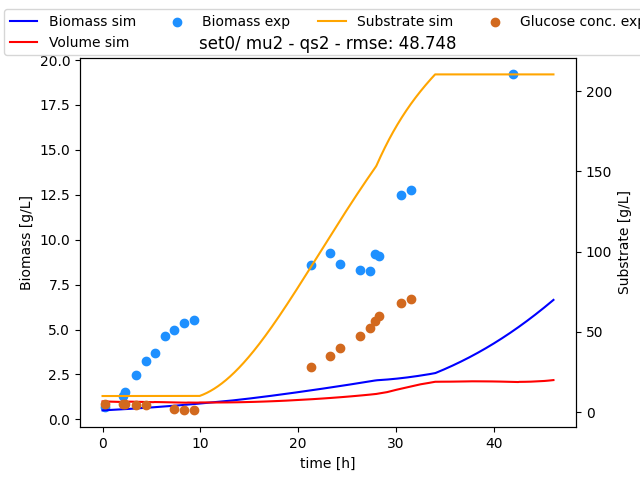 Biomass sim Biomass exp Substrate sim Glucose conc. exp
Volume sim
set0/ mu2 - qs2 - rmse: 48.748
20.0
17.5
15.0
12.5
10.0
7.5
5.0
2.5
0.0
Biomass [g/L]
200
150
100
50
0
Substrate [g/L]
0 10 20 30 40
time [h]